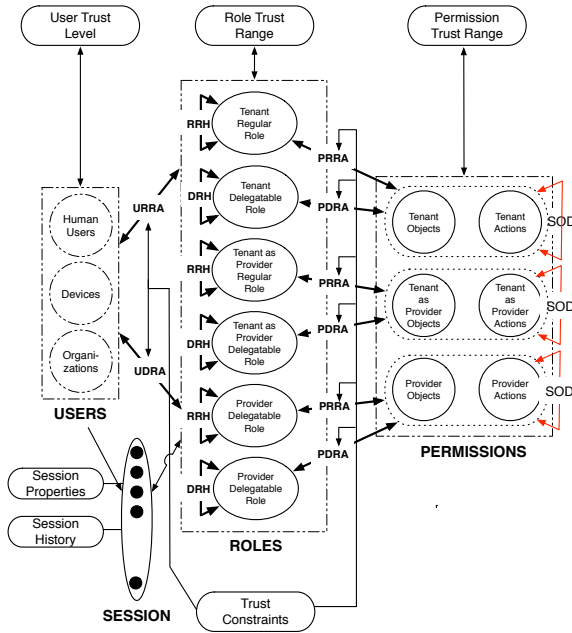 User Trust
Level
Role Trust
Range
Permission
Trust Range
RRH
Tenant
Regular
Role
PRRA
DRH
Tenant
Delegatable
Role
PDRA
URRA
Human
Users
Devices
Organi-
zations
UDRA
USERS
RRH
Tenant as
Provider
Regular
Role
PRRA
DRH
Tenant as
Provider
Delegatable
Role
PDRA
RRH
Provider
Delegatable
Role
PRRA
DRH
Provider
Delegatable
Role
PDRA
ROLES
Tenant
Objects
Tenant
Actions
SOD
Tenant
as
Provider
Objects
Tenant
as
Provider
Actions
SOD
Provider
Objects
Provider
Actions
SOD
PERMISSIONS
Session
Properties
Session
History
SESSION
Trust
Constraints